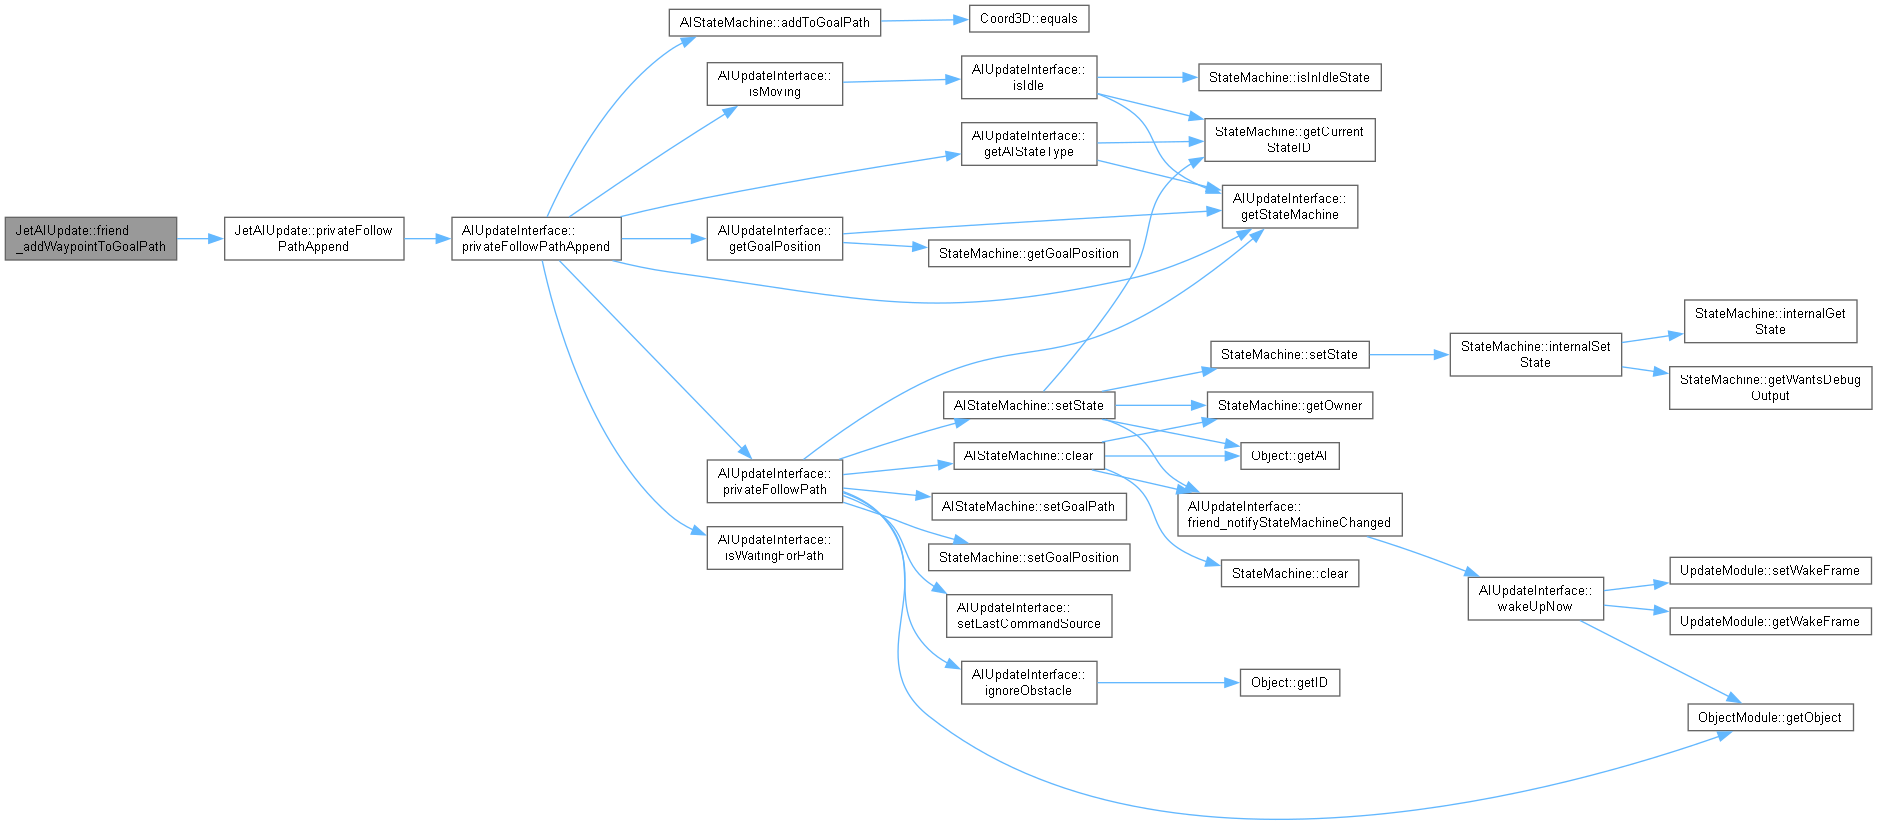 JetAIUpdate::friend
_addWaypointToGoalPath
JetAIUpdate::privateFollow
PathAppend
AIUpdateInterface::
privateFollowPathAppend
AIStateMachine::addToGoalPath
Coord3D::equals
AIUpdateInterface::
isMoving
AIUpdateInterface::
isIdle
StateMachine::isInIdleState
StateMachine::getCurrent
StateID
AIUpdateInterface::
getAIStateType
AIUpdateInterface::
getStateMachine
AIUpdateInterface::
getGoalPosition
StateMachine::getGoalPosition
AIUpdateInterface::
privateFollowPath
AIStateMachine::setState
StateMachine::setState
StateMachine::internalSet
State
StateMachine::internalGet
State
StateMachine::getWantsDebug
Output
StateMachine::getOwner
AIStateMachine::clear
Object::getAI
AIStateMachine::setGoalPath
AIUpdateInterface::
friend_notifyStateMachineChanged
StateMachine::setGoalPosition
StateMachine::clear
AIUpdateInterface::
wakeUpNow
UpdateModule::setWakeFrame
UpdateModule::getWakeFrame
AIUpdateInterface::
setLastCommandSource
AIUpdateInterface::
ignoreObstacle
Object::getID
ObjectModule::getObject
AIUpdateInterface::
isWaitingForPath